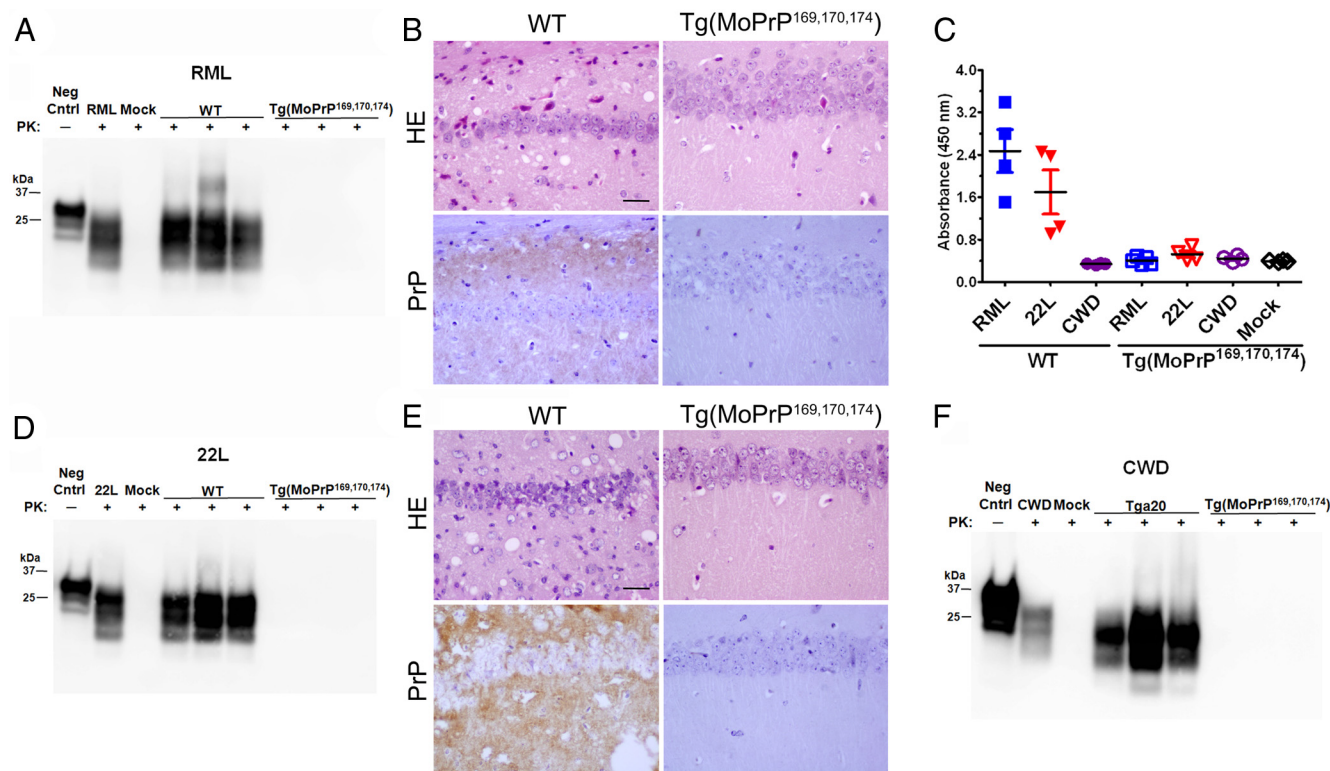 A
RML
Neg
Cntrl RML Mock WT Tg(MoPrP169,170,174)
PK: – + + + + + + + +
kDa
37
25
B
WT Tg(MoPrP169,170,174)
HE
PrP
C
Absorbance (450 nm)
4.0
3.2
2.4
1.6
0.8
0.0
RML 22L CWD RML 22L CWD Mock
WT Tg(MoPrP169,170,174)
D
22L
Neg
Cntrl 22L Mock WT Tg(MoPrP169,170,174)
PK: – + + + + + + + +
kDa
37
25
E
WT Tg(MoPrP169,170,174)
HE
PrP
F
CWD
Neg
Cntrl CWD Mock Tga20 Tg(MoPrP169,170,174)
PK: – + + + + + + + +
kDa
37
25